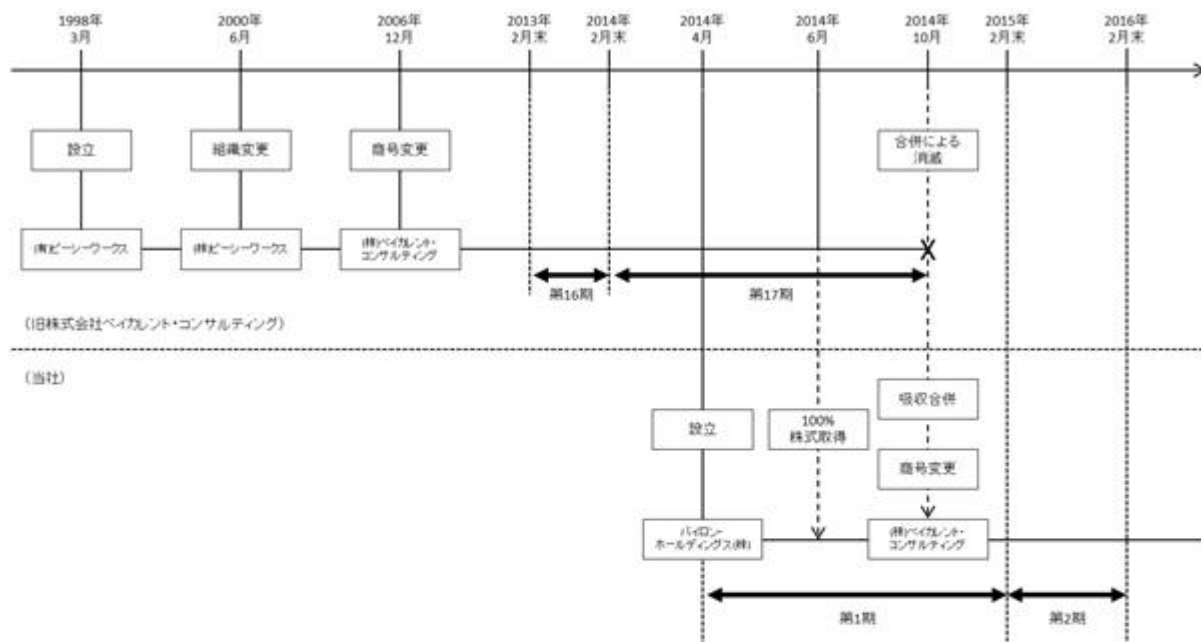 1998年
3月
2000年
6月
2006年
12月
2013年
2月末
2014年
2月末
2014年
4月
2014年
6月
2014年
10月
2015年
2月末
2016年
2月末
設立
組織変更
商号変更
合併による
消滅
(有)ピーシーワークス
(株)ピーシーワークス
(株)ベイカレント・
コンサルティング
第16期
第17期
(旧株式会社ベイカレント・コンサルティング)
(当社)
設立
100%
株式取得
吸収合併
商号変更
バイロン・
ホールディングス(株)
(株)ベイカレント・
コンサルティング
第1期
第2期